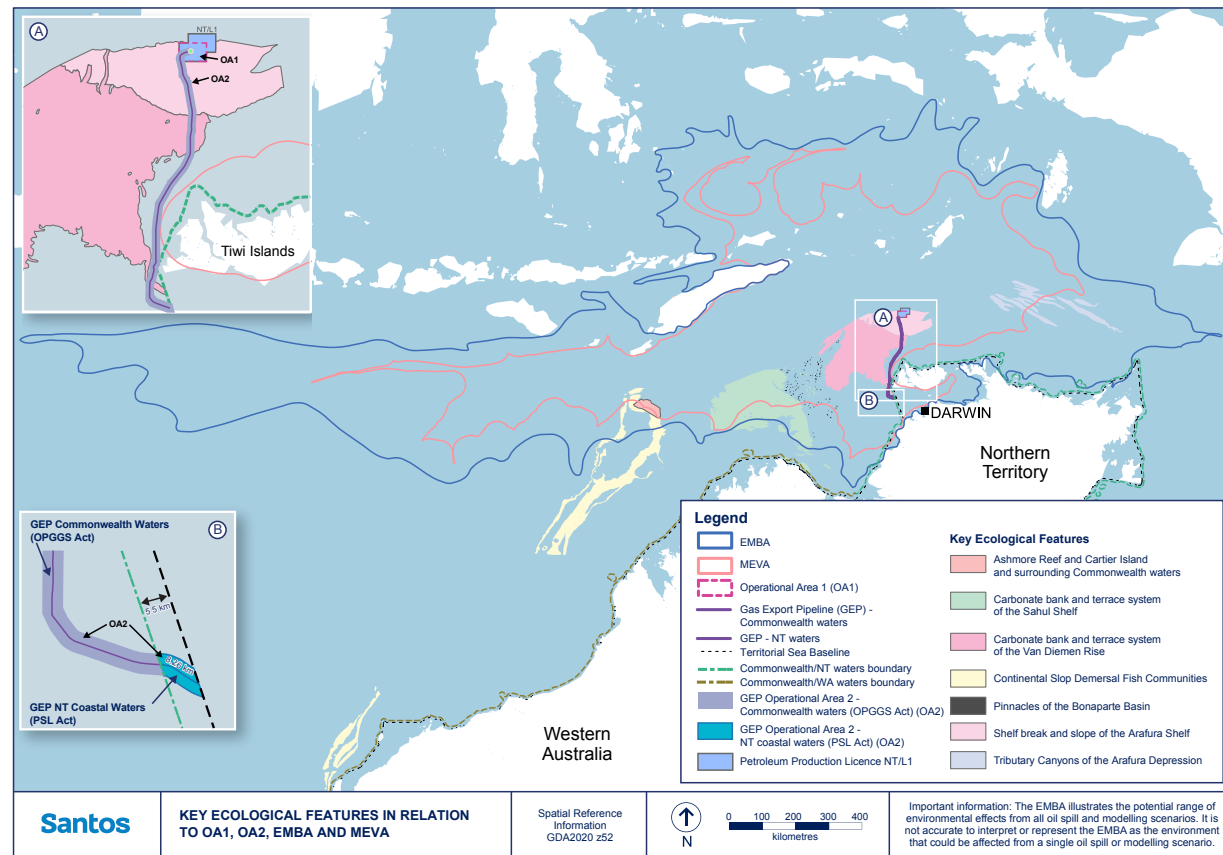 A
NT/L1
OA1
OA2
Tiwi Islands
A
B
DARWIN
Northern
Territory
Western
Australia
GEP Commonwealth Waters
(OPGGS Act)
B
5.5 km
OA2
8.26 km
GEP NT Coastal Waters
(PSL Act)
Legend
EMBA
MEVA
Operational Area 1 (OA1)
Gas Export Pipeline (GEP) -
Commonwealth waters
GEP - NT waters
Territorial Sea Baseline
Commonwealth/NT waters boundary
Commonwealth/WA waters boundary
GEP Operational Area 2 -
Commonwealth waters (OPGGS Act) (OA2)
GEP Operational Area 2 -
NT coastal waters (PSL Act) (OA2)
Petroleum Production Licence NT/L1
Key Ecological Features
Ashmore Reef and Cartier Island
and surrounding Commonwealth waters
Carbonate bank and terrace system
of the Sahul Shelf
Carbonate bank and terrace system
of the Van Diemen Rise
Continental Slop Demersal Fish Communities
Pinnacles of the Bonaparte Basin
Shelf break and slope of the Arafura Shelf
Tributary Canyons of the Arafura Depression
Santos
KEY ECOLOGICAL FEATURES IN RELATION
TO OA1, OA2, EMBA AND MEVA
Spatial Reference
Information
GDA2020 z52
N
0 100 200 300 400
kilometres
Important information: The EMBA illustrates the potential range of
environmental effects from all oil spill and modelling scenarios. It is
not accurate to interpret or represent the EMBA as the environment
that could be affected from a single oil spill or modelling scenario.